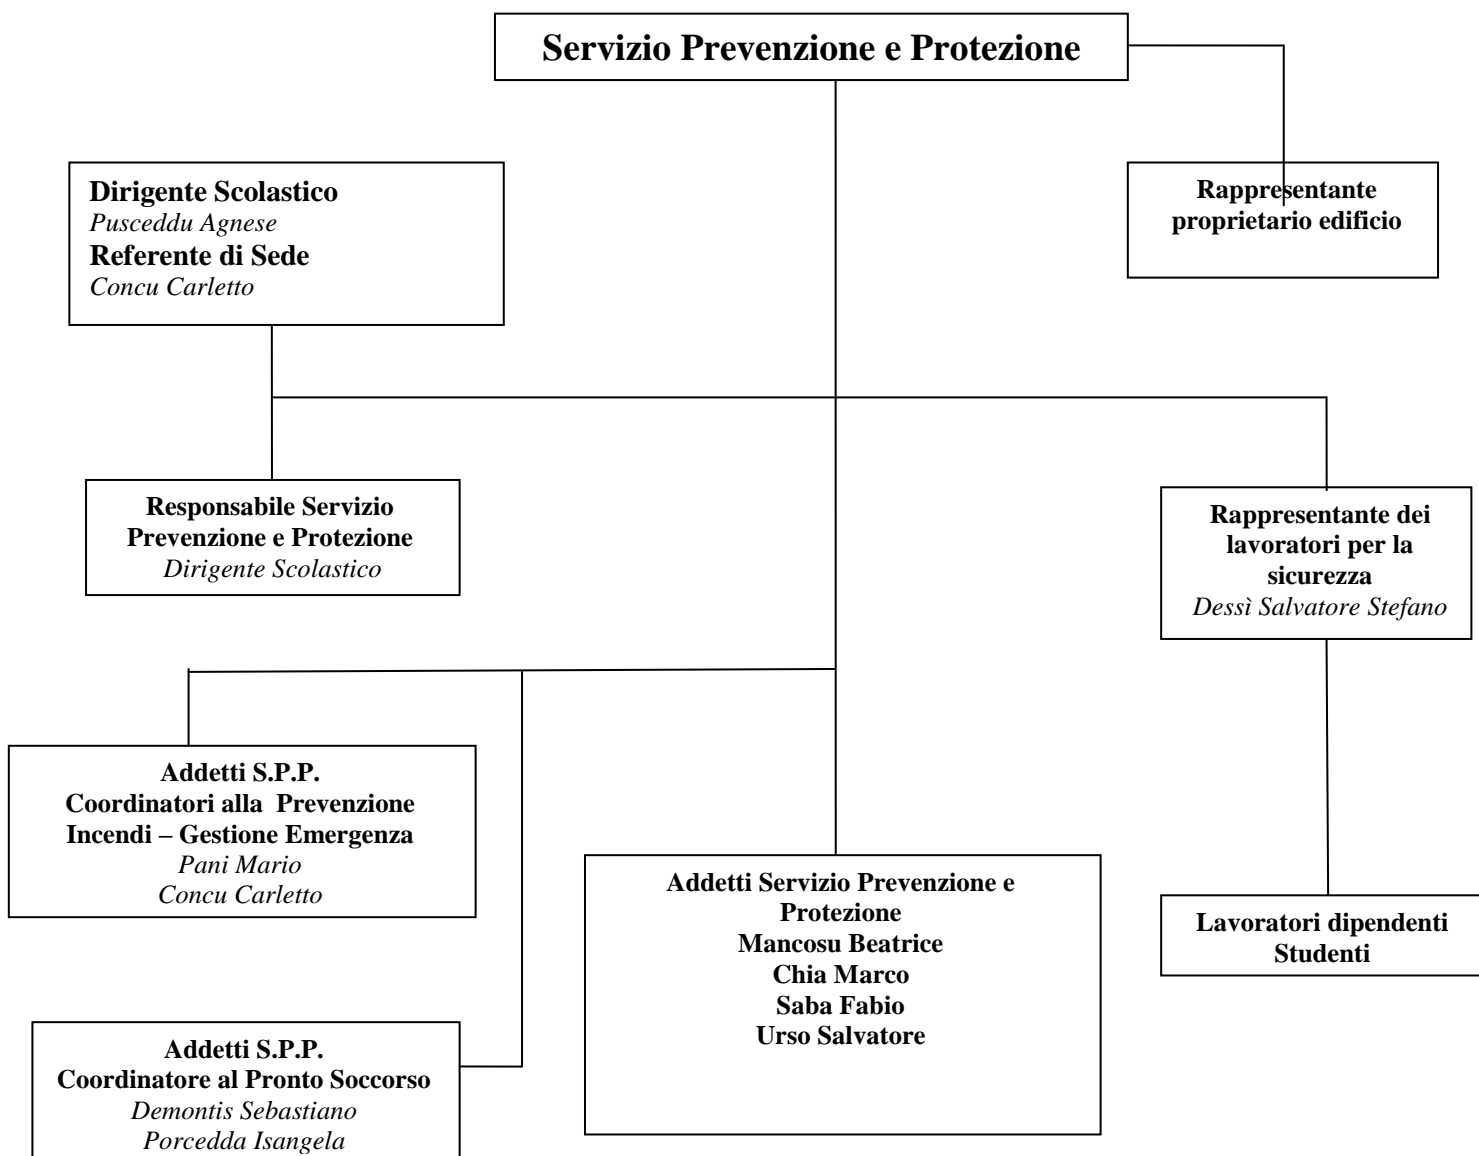 Servizio Prevenzione e Protezione
Dirigente Scolastico
Pusceddu Agnese
Referente di Sede
Concu Carletto
Rappresentante
proprietario edificio
Responsabile Servizio
Prevenzione e Protezione
Dirigente Scolastico
Rappresentante dei
lavoratori per la
sicurezza
Dessì Salvatore Stefano
Addetti S.P.P.
Coordinatori alla Prevenzione
Incendi – Gestione Emergenza
Pani Mario
Concu Carletto
Addetti Servizio Prevenzione e
Protezione
Mancosu Beatrice
Chia Marco
Saba Fabio
Urso Salvatore
Lavoratori dipendenti
Studenti
Addetti S.P.P.
Coordinatore al Pronto Soccorso
Demontis Sebastiano
Porcedda Isangela